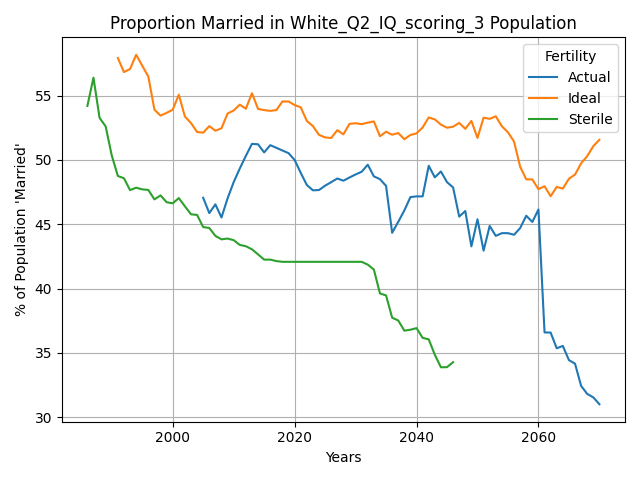 Proportion Married in White_Q2_IQ_scoring_3 Population
Fertility
Actual
Ideal
Sterile
% of Population 'Married'
55
50
45
40
35
30
2000
2020
2040
2060
Years